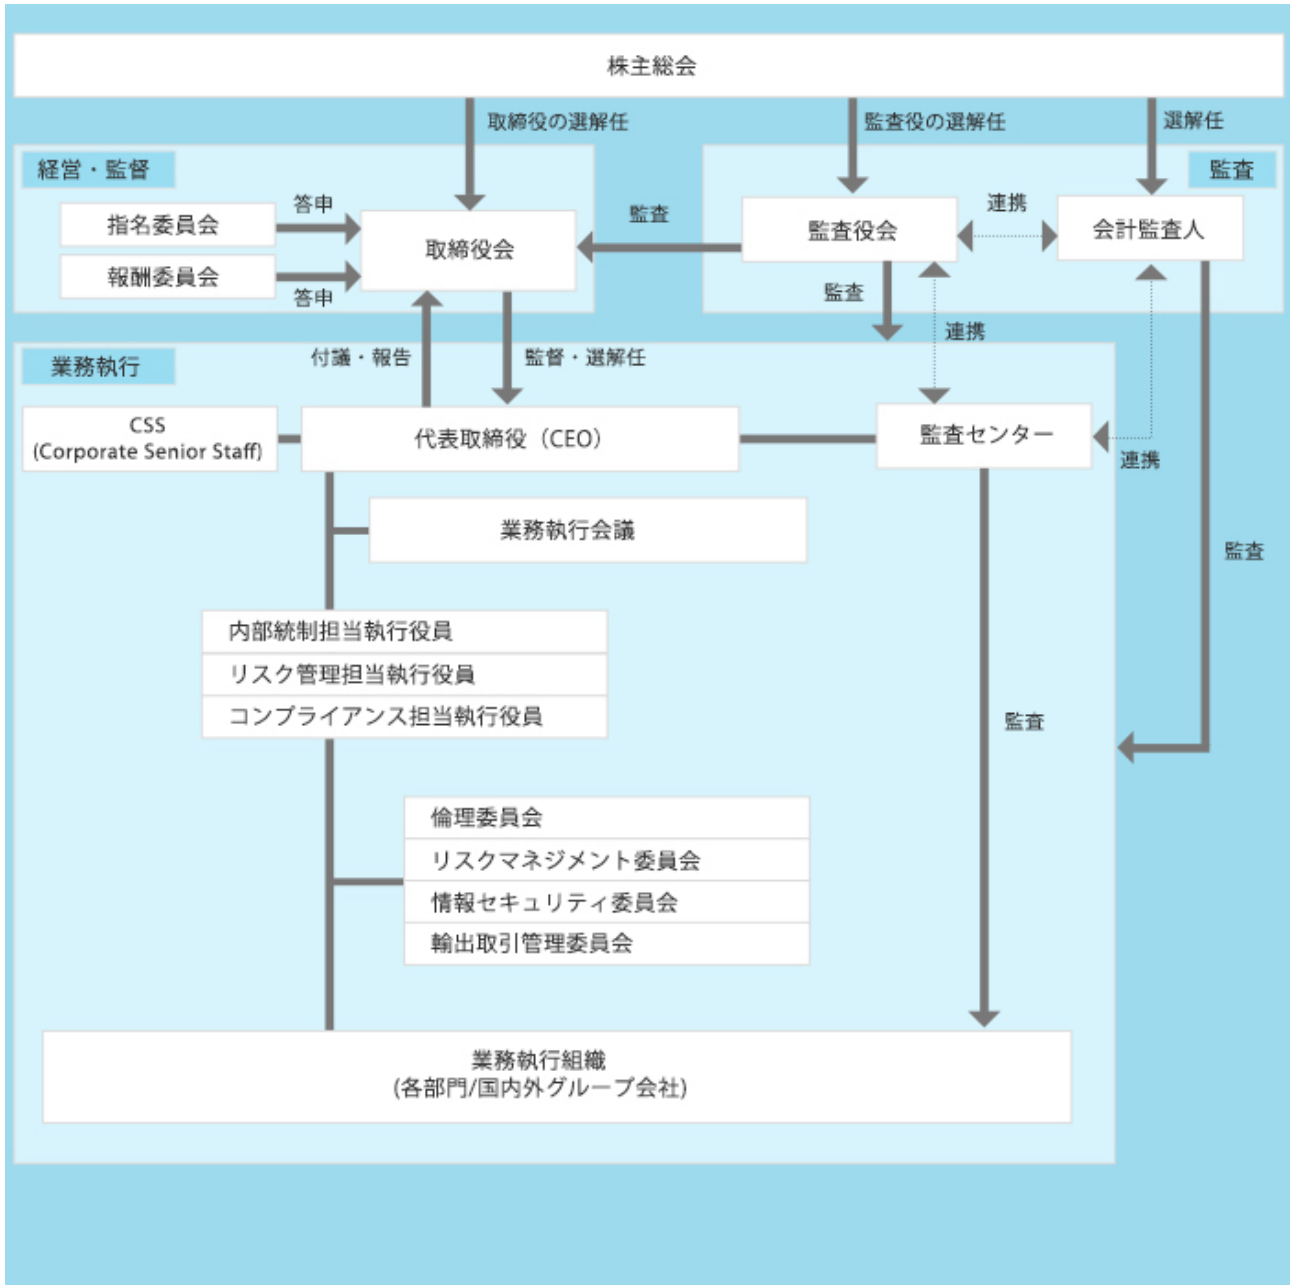 株主総会
取締役の選解任
監査役の選解任
選解任
経営・監督
監査
指名委員会
答申
報酬委員会
答申
取締役会
監査
監査役会
連携
会計監査人
監査
連携
付議・報告
監督・選解任
業務執行
CSS
(Corporate Senior Staff)
代表取締役（CEO）
監査センター
連携
業務執行会議
監査
内部統制担当執行役員
リスク管理担当執行役員
コンプライアンス担当執行役員
監査
倫理委員会
リスクマネジメント委員会
情報セキュリティ委員会
輸出取引管理委員会
業務執行組織
(各部門/国内外グループ会社)